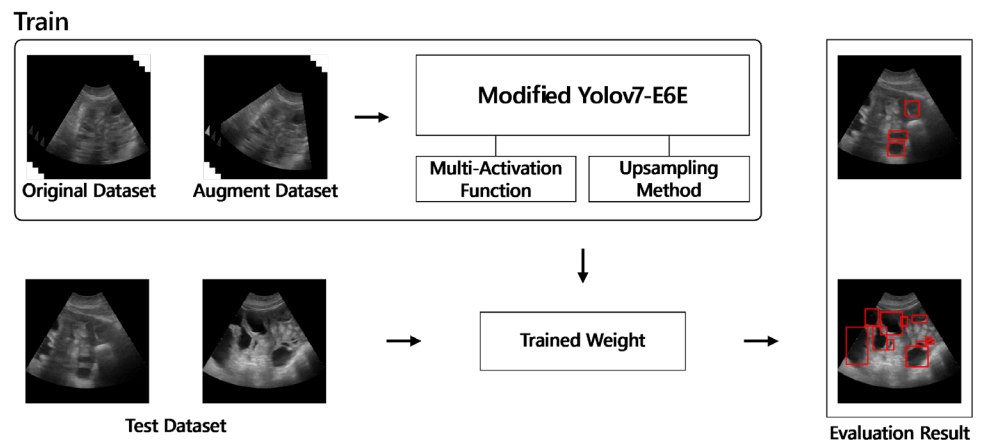 Train
Modified Yolov7-E6E
Multi-Activation
Function
Upsampling
Method
Original Dataset
Augment Dataset
Trained Weight
Test Dataset
Evaluation Result